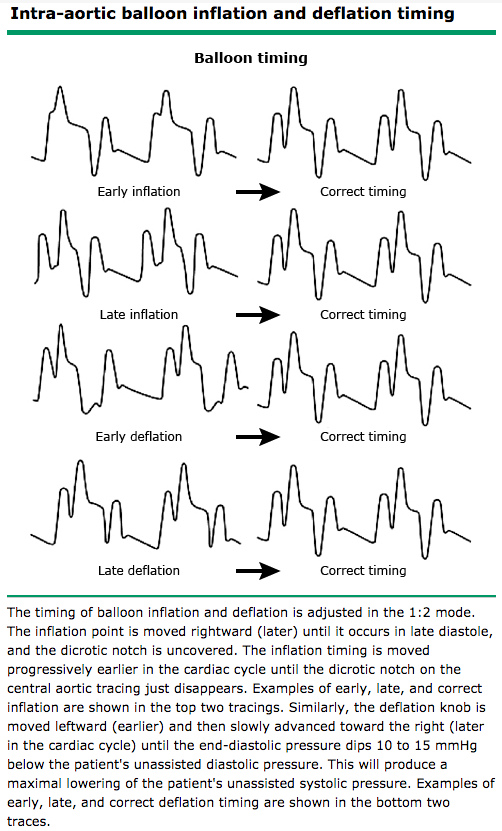 Intra-aortic balloon inflation and deflation timing
Balloon timing
Early inflation
Correct timing
Late inflation
Correct timing
Early deflation
Correct timing
Late deflation
Correct timing
The timing of balloon inflation and deflation is adjusted in the 1:2 mode.
The inflation point is moved rightward (later) until it occurs in late diastole,
and the dicrotic notch is uncovered. The inflation timing is moved
progressively earlier in the cardiac cycle until the dicrotic notch on the
central aortic tracing just disappears. Examples of early, late, and correct
inflation are shown in the top two tracings. Similarly, the deflation knob is
moved leftward (earlier) and then slowly advanced toward the right (later
in the cardiac cycle) until the end-diastolic pressure dips 10 to 15 mmHg
below the patient's unassisted diastolic pressure. This will produce a
maximal lowering of the patient's unassisted systolic pressure. Examples of
early, late, and correct deflation timing are shown in the bottom two
traces.